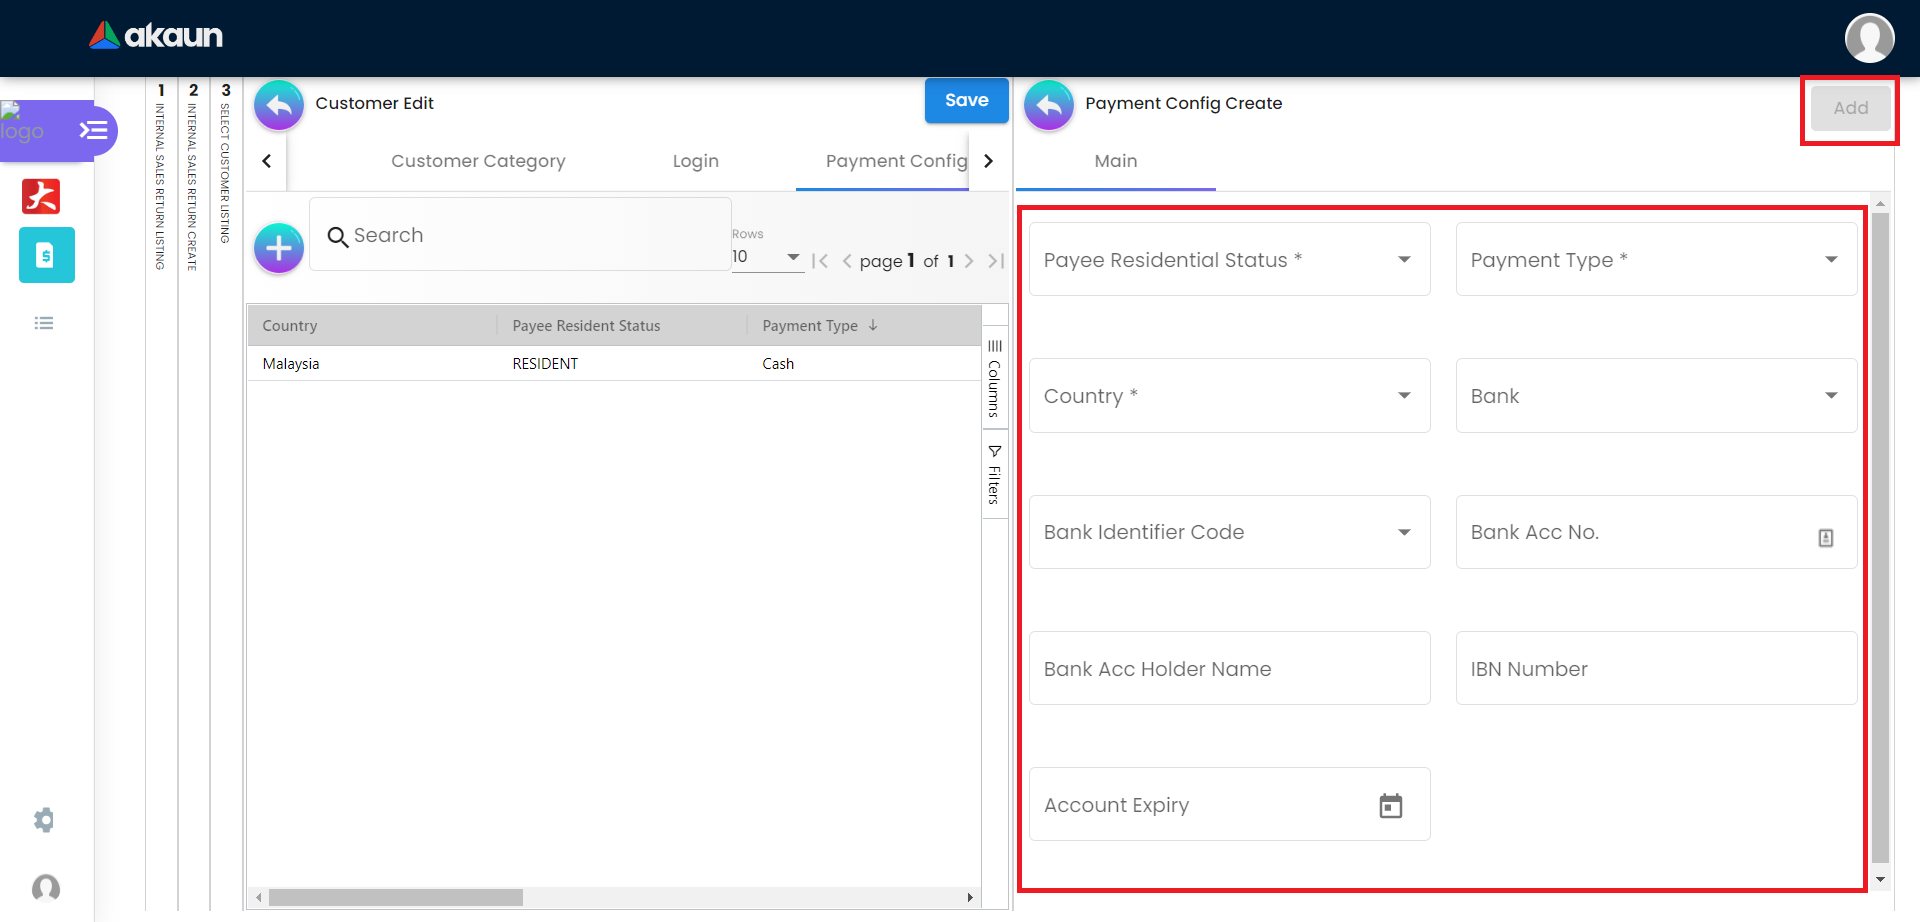 akaun
logo
1 INTERNAL SALES RETURN LISTING
2 INTERNAL SALES RETURN CREATE
3 SELECT CUSTOMER LISTING
Customer Edit
Save
Customer Category
Login
Payment Config
Search
Rows
10
page 1 of 1
Country
Payee Resident Status
Payment Type
Malaysia
RESIDENT
Cash
Columns
Filters
Payment Config Create
Add
Main
Payee Residential Status *
Payment Type *
Country *
Bank
Bank Identifier Code
Bank Acc No.
Bank Acc Holder Name
IBN Number
Account Expiry